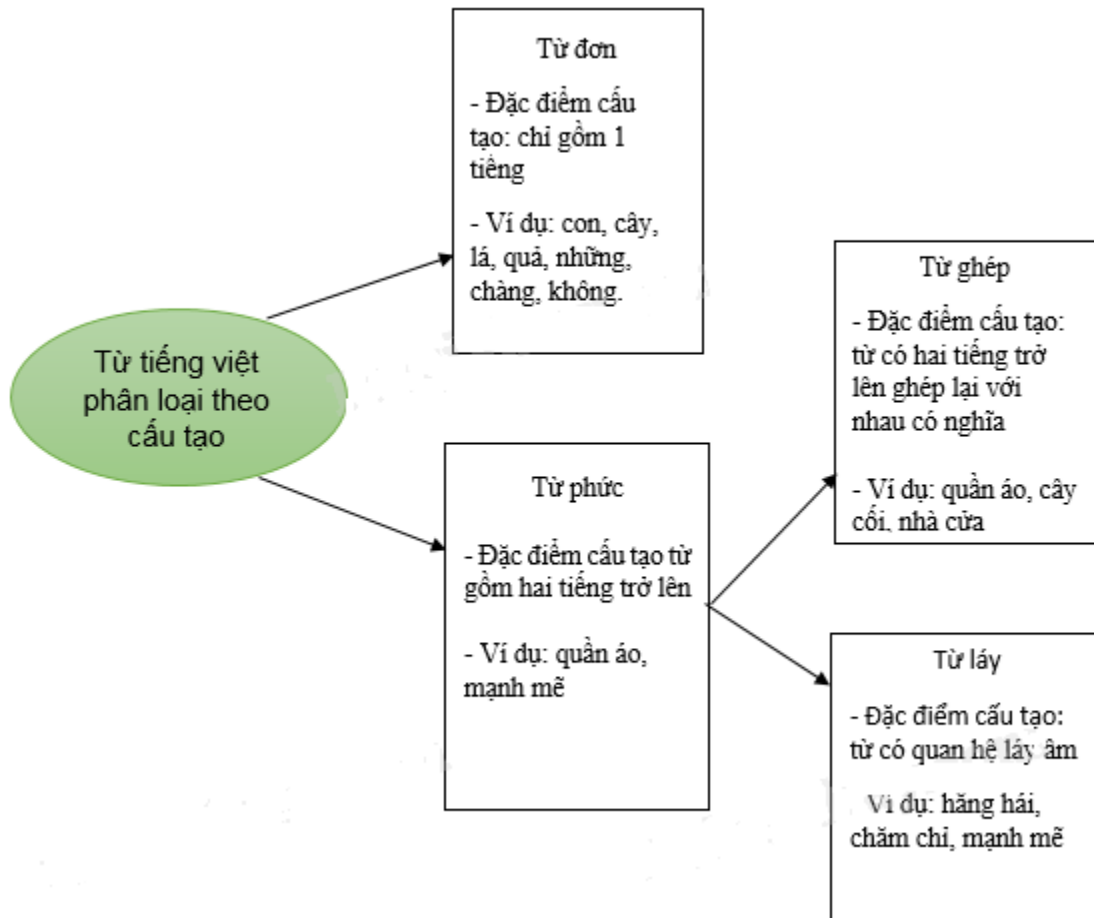 Từ tiếng việt
phân loại theo
cấu tạo
Từ đơn
- Đặc điểm cấu
tạo: chỉ gồm 1
tiếng
- Ví dụ: con, cây,
lá, quả, những,
chàng, không.
Từ phức
- Đặc điểm cấu tạo từ
gồm hai tiếng trở lên
- Ví dụ: quần áo,
mạnh mẽ
Từ ghép
- Đặc điểm cấu tạo:
từ có hai tiếng trở
lên ghép lại với
nhau có nghĩa
- Ví dụ: quần áo, cây
cối, nhà cửa
Từ láy
- Đặc điểm cấu tạo:
từ có quan hệ láy âm
Ví dụ: hăng hái,
chăm chỉ, mạnh mẽ